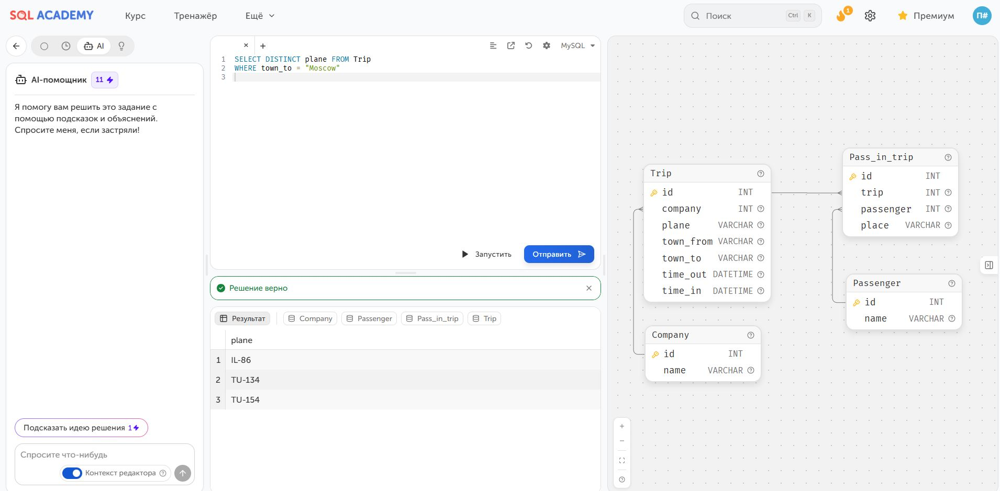 SQL ACADEMY
Курс
Тренажёр
Ещё
Поиск
Ctrl
K
1
Премиум
П#
AI
AI-помощник
11
Я помогу вам решить это задание с
помощью подсказок и объяснений.
Спросите меня, если застряли!
Подсказать идею решения 1
Спросите что-нибудь
Контекст редактора
MySQL
1 SELECT DISTINCT plane FROM Trip
2 WHERE town_to = "Moscow"
3
Запустить
Отправить
Решение верно
Результат
Company
Passenger
Pass_in_trip
Trip
plane
1 IL-86
2 TU-134
3 TU-154
Trip
id INT
company INT
plane VARCHAR
town_from VARCHAR
town_to VARCHAR
time_out DATETIME
time_in DATETIME
Company
id INT
name VARCHAR
Pass_in_trip
id INT
trip INT
passenger INT
place VARCHAR
Passenger
id INT
name VARCHAR